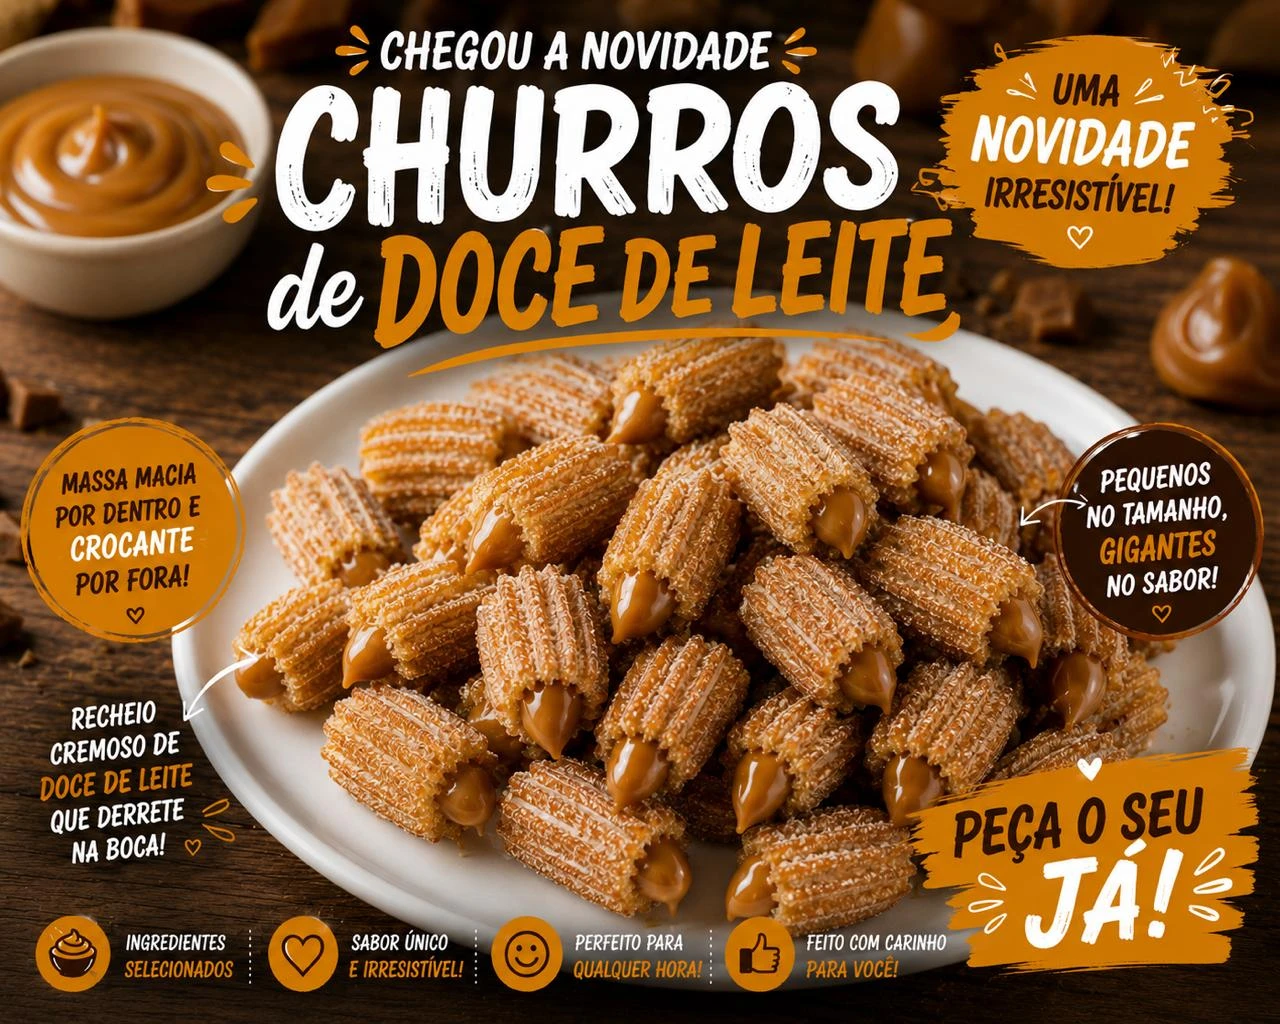 CHEGOU A NOVIDADE
CHURROS
de DOCE DE LEITE
UMA
NOVIDADE
IRRESISTÍVEL!
MASSA MACIA
POR DENTRO E
CROCANTE
POR FORA!
PEQUENOS
NO TAMANHO,
GIGANTES
NO SABOR!
RECHEIO
CREMOSO DE
DOCE DE LEITE
QUE DERRETE
NA BOCA!
PEÇA O SEU
JÁ!
INGREDIENTES
SELECIONADOS
SABOR ÚNICO
E IRRESISTÍVEL!
PERFEITO PARA
QUALQUER HORA!
FEITO COM CARINHO
PARA VOCÊ!